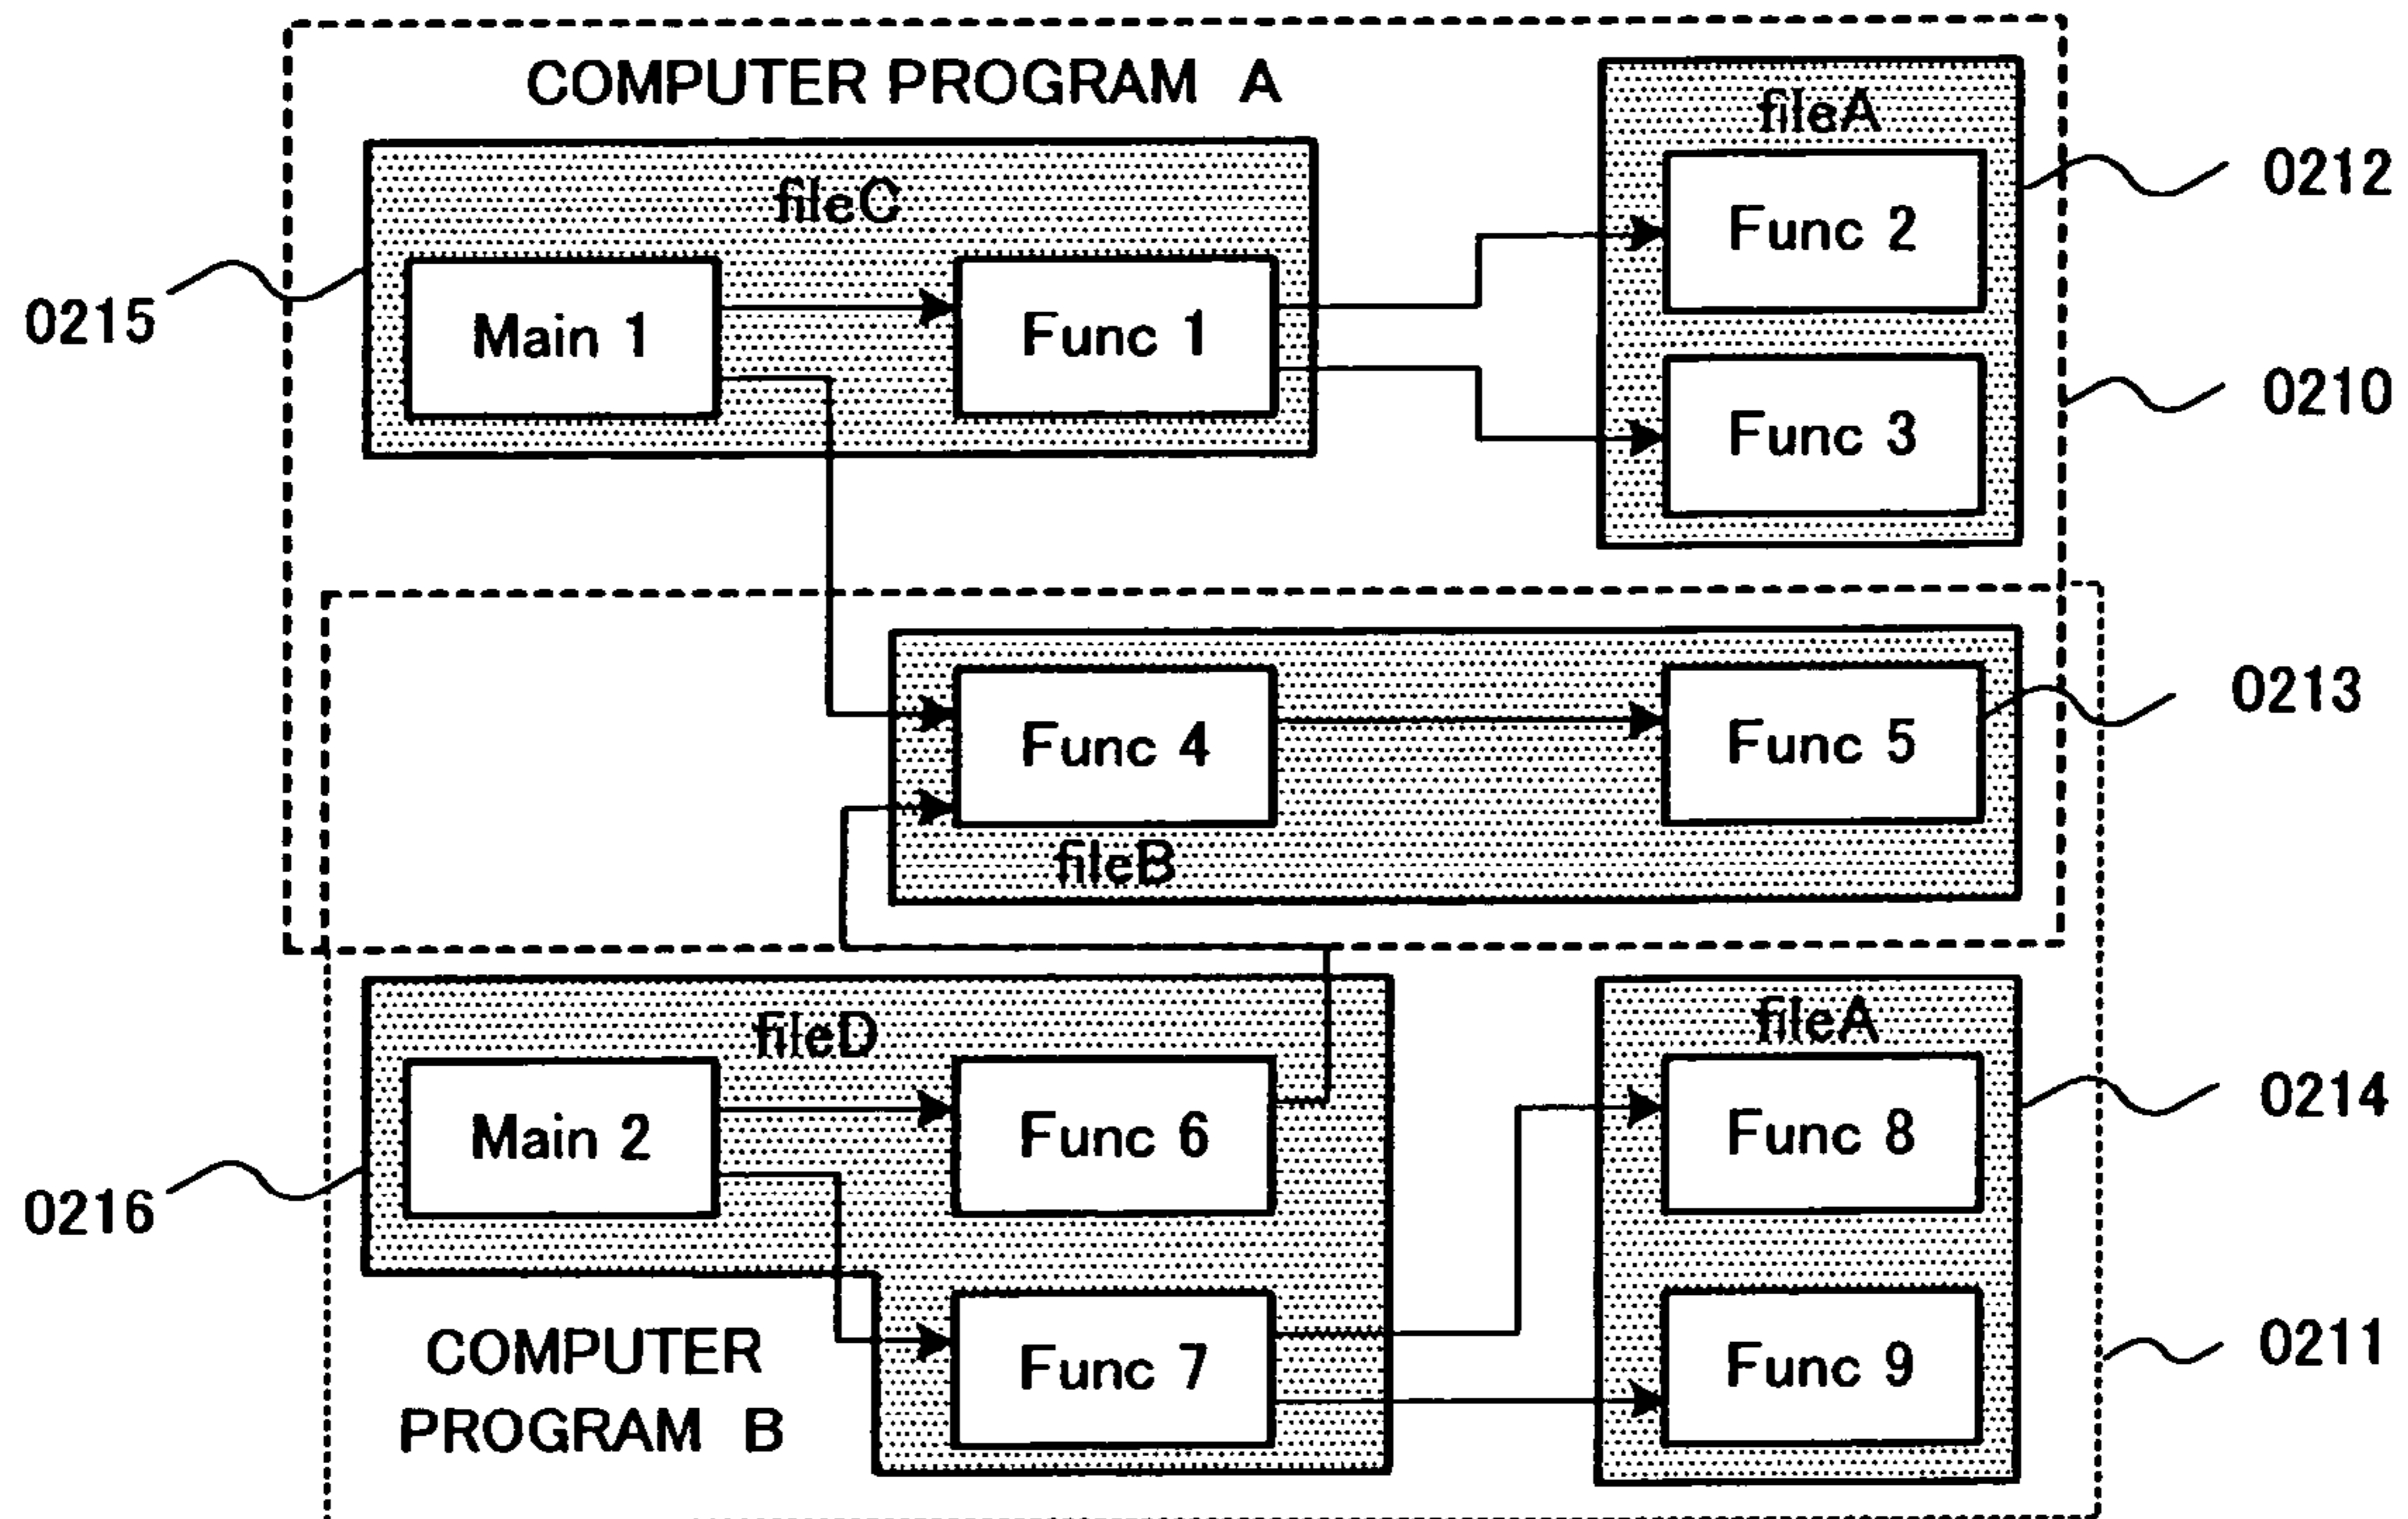 COMPUTER PROGRAM A
fileA
0212
fileC
Func 2
0215
Main 1
Func 1
0210
Func 3
0213
Func 4
Func 5
fileB
fileD
fileA
0214
Main 2
Func 6
Func 8
0216
0211
COMPUTER
PROGRAM B
Func 7
Func 9